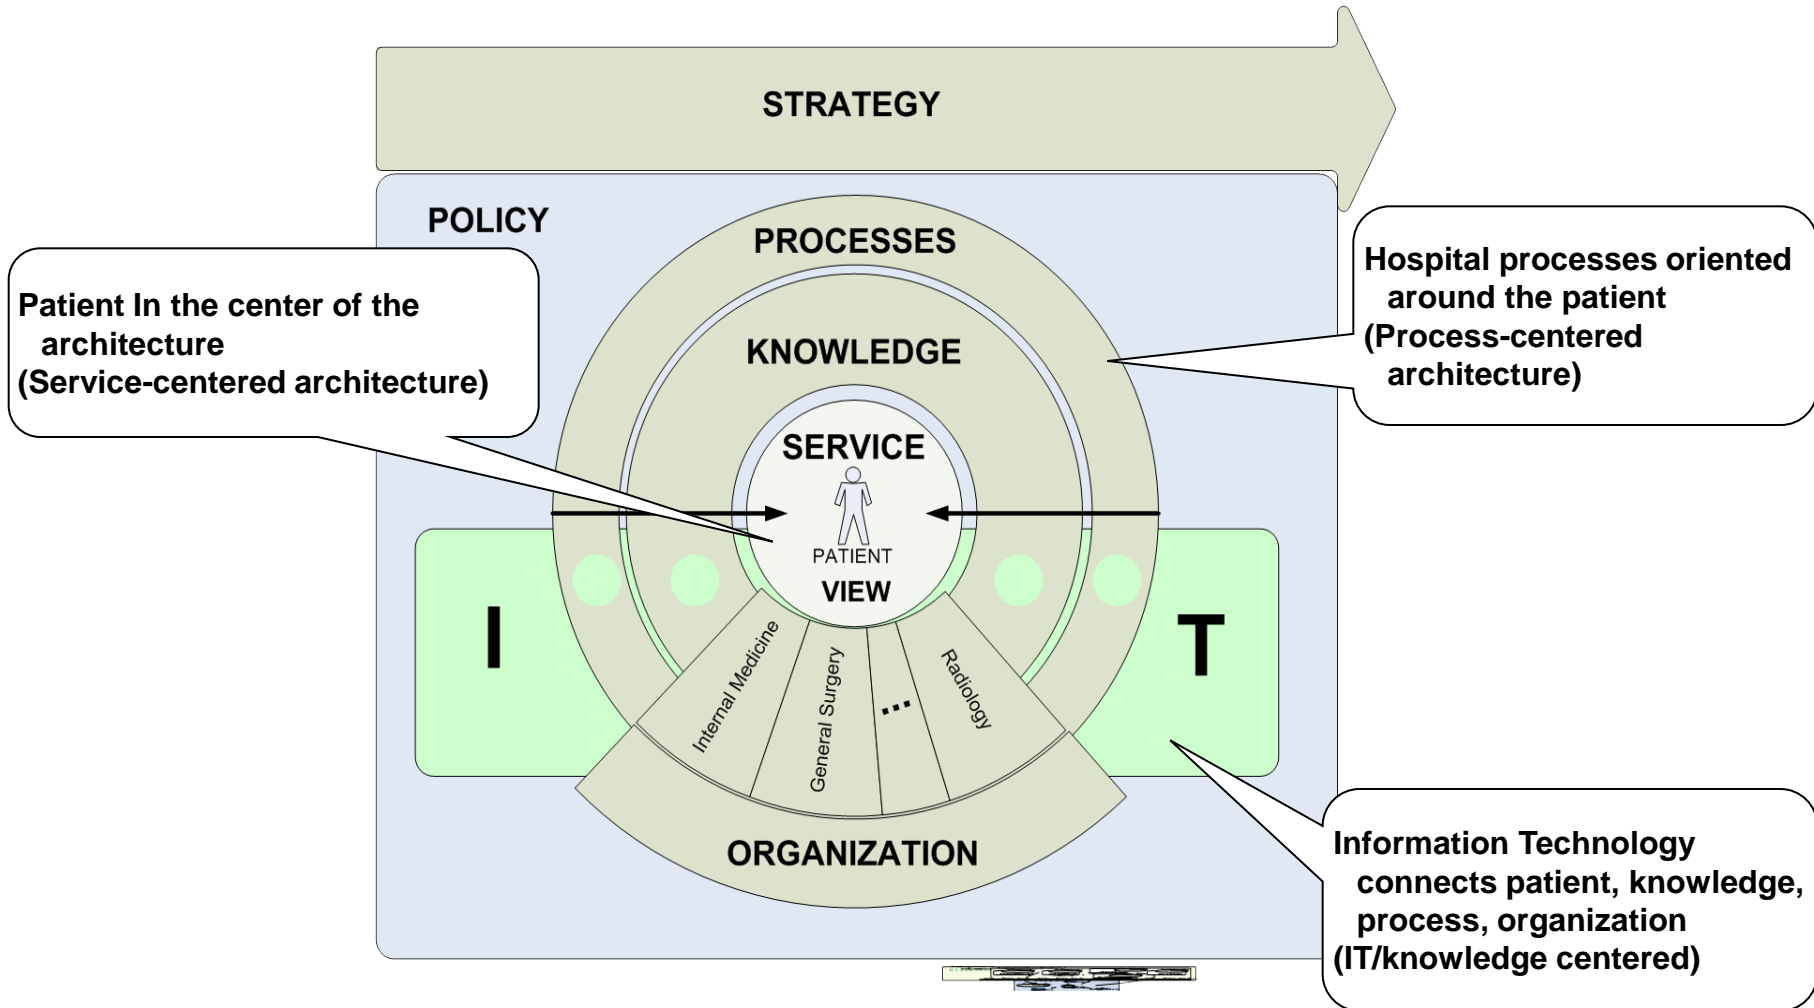 STRATEGY
POLICY
PROCESSES
Patient In the center of the
architecture
(Service-centered architecture)
Hospital processes oriented
around the patient
(Process-centered
architecture)
KNOWLEDGE
SERVICE
PATIENT
VIEW
I
T
Internal Medicine
General Surgery
...
Radiology
ORGANIZATION
Information Technology
connects patient, knowledge,
process, organization
(IT/knowledge centered)